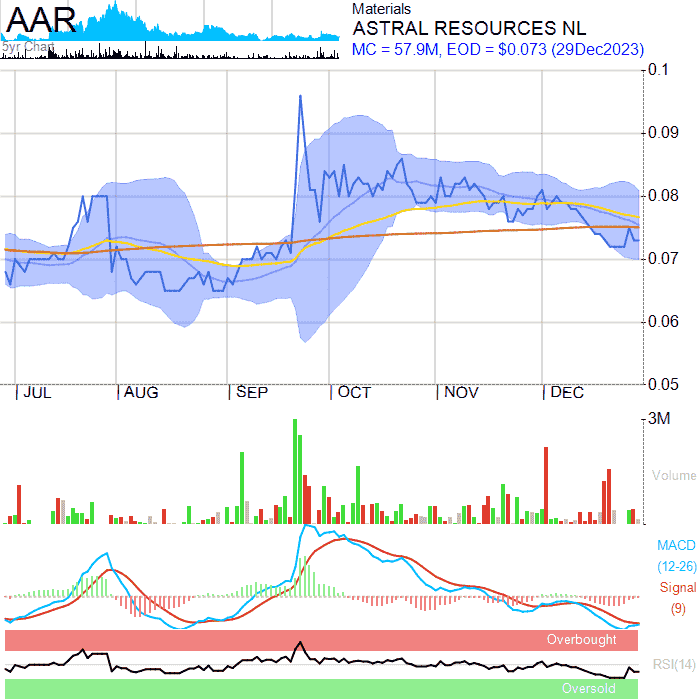 AAR
5yr Chart
Materials
ASTRAL RESOURCES NL
MC = 57.9M, EOD = $0.073 (29Dec2023)
0.1
0.09
0.08
0.07
0.06
0.05
JUL AUG SEP OCT NOV DEC
3M
Volume
MACD
(12-26)
Signal
(9)
Overbought
RSI(14)
Oversold